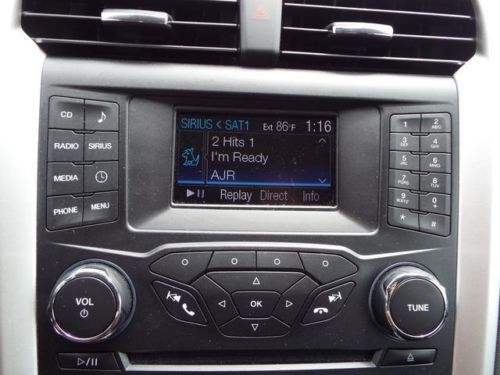 SIRIUS < SAT1 Ext 86°F 1:16
2 Hits 1
I'm Ready
AJR
Replay Direct Info
CD
RADIO SIRIUS
MEDIA
PHONE MENU
1 2 ABC
3 DEF 4 GHI
5 JKL 6 MNO
7 PQRS 8 TUV
9 WXYZ 0 +
* #
VOL
OK
TUNE